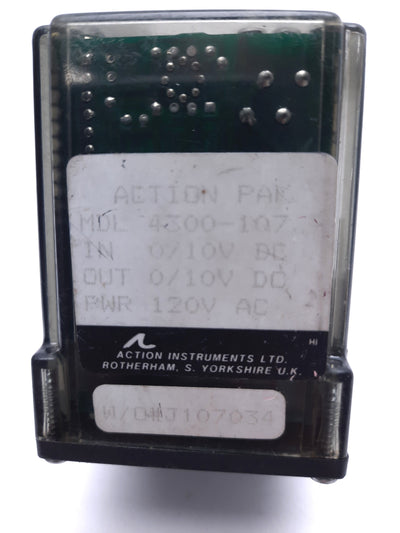 ACTION PAK
MDL 4300-107
IN 0/10V DC
OUT 0/10V DC
PWR 120V AC
Hi
ACTION INSTRUMENTS LTD.
ROTHERHAM, S. YORKSHIRE U.K.